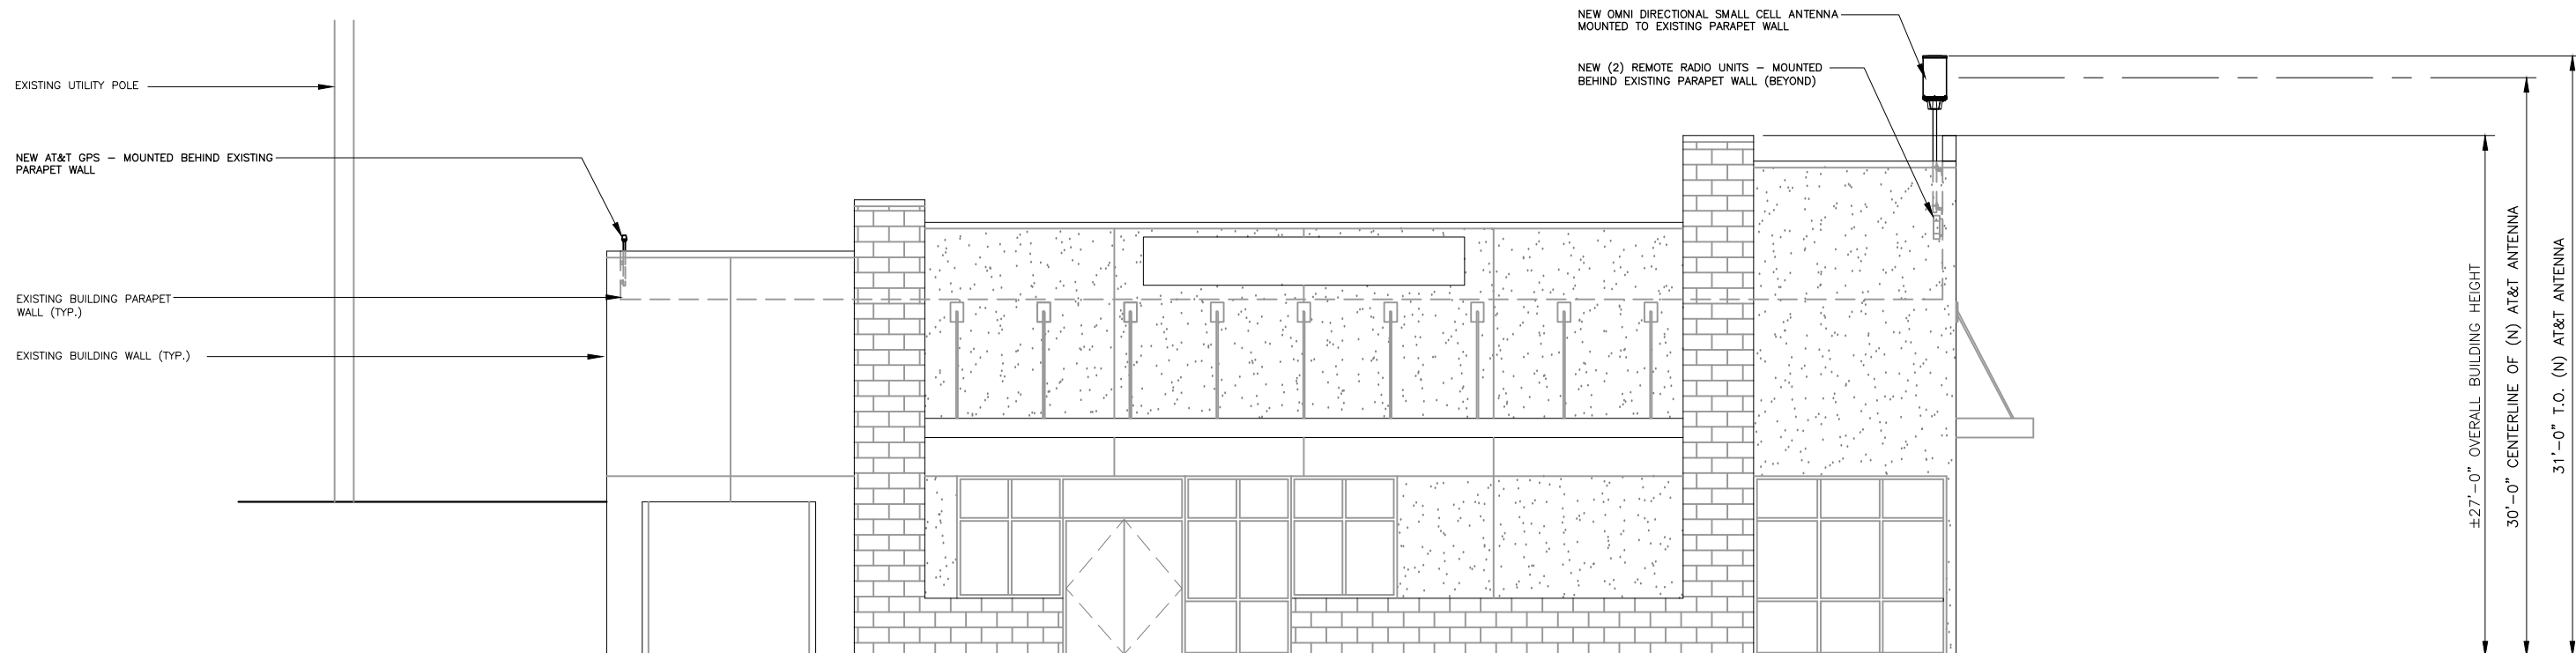 NEW OMNI DIRECTIONAL SMALL CELL ANTENNA
MOUNTED TO EXISTING PARAPET WALL
NEW (2) REMOTE RADIO UNITS – MOUNTED
BEHIND EXISTING PARAPET WALL (BEYOND)
EXISTING UTILITY POLE
NEW AT&T GPS – MOUNTED BEHIND EXISTING
PARAPET WALL
EXISTING BUILDING PARAPET
WALL (TYP.)
EXISTING BUILDING WALL (TYP.)
±27'–0" OVERALL BUILDING HEIGHT
30'–0" CENTERLINE OF (N) AT&T ANTENNA
31'–0" T.O. (N) AT&T ANTENNA